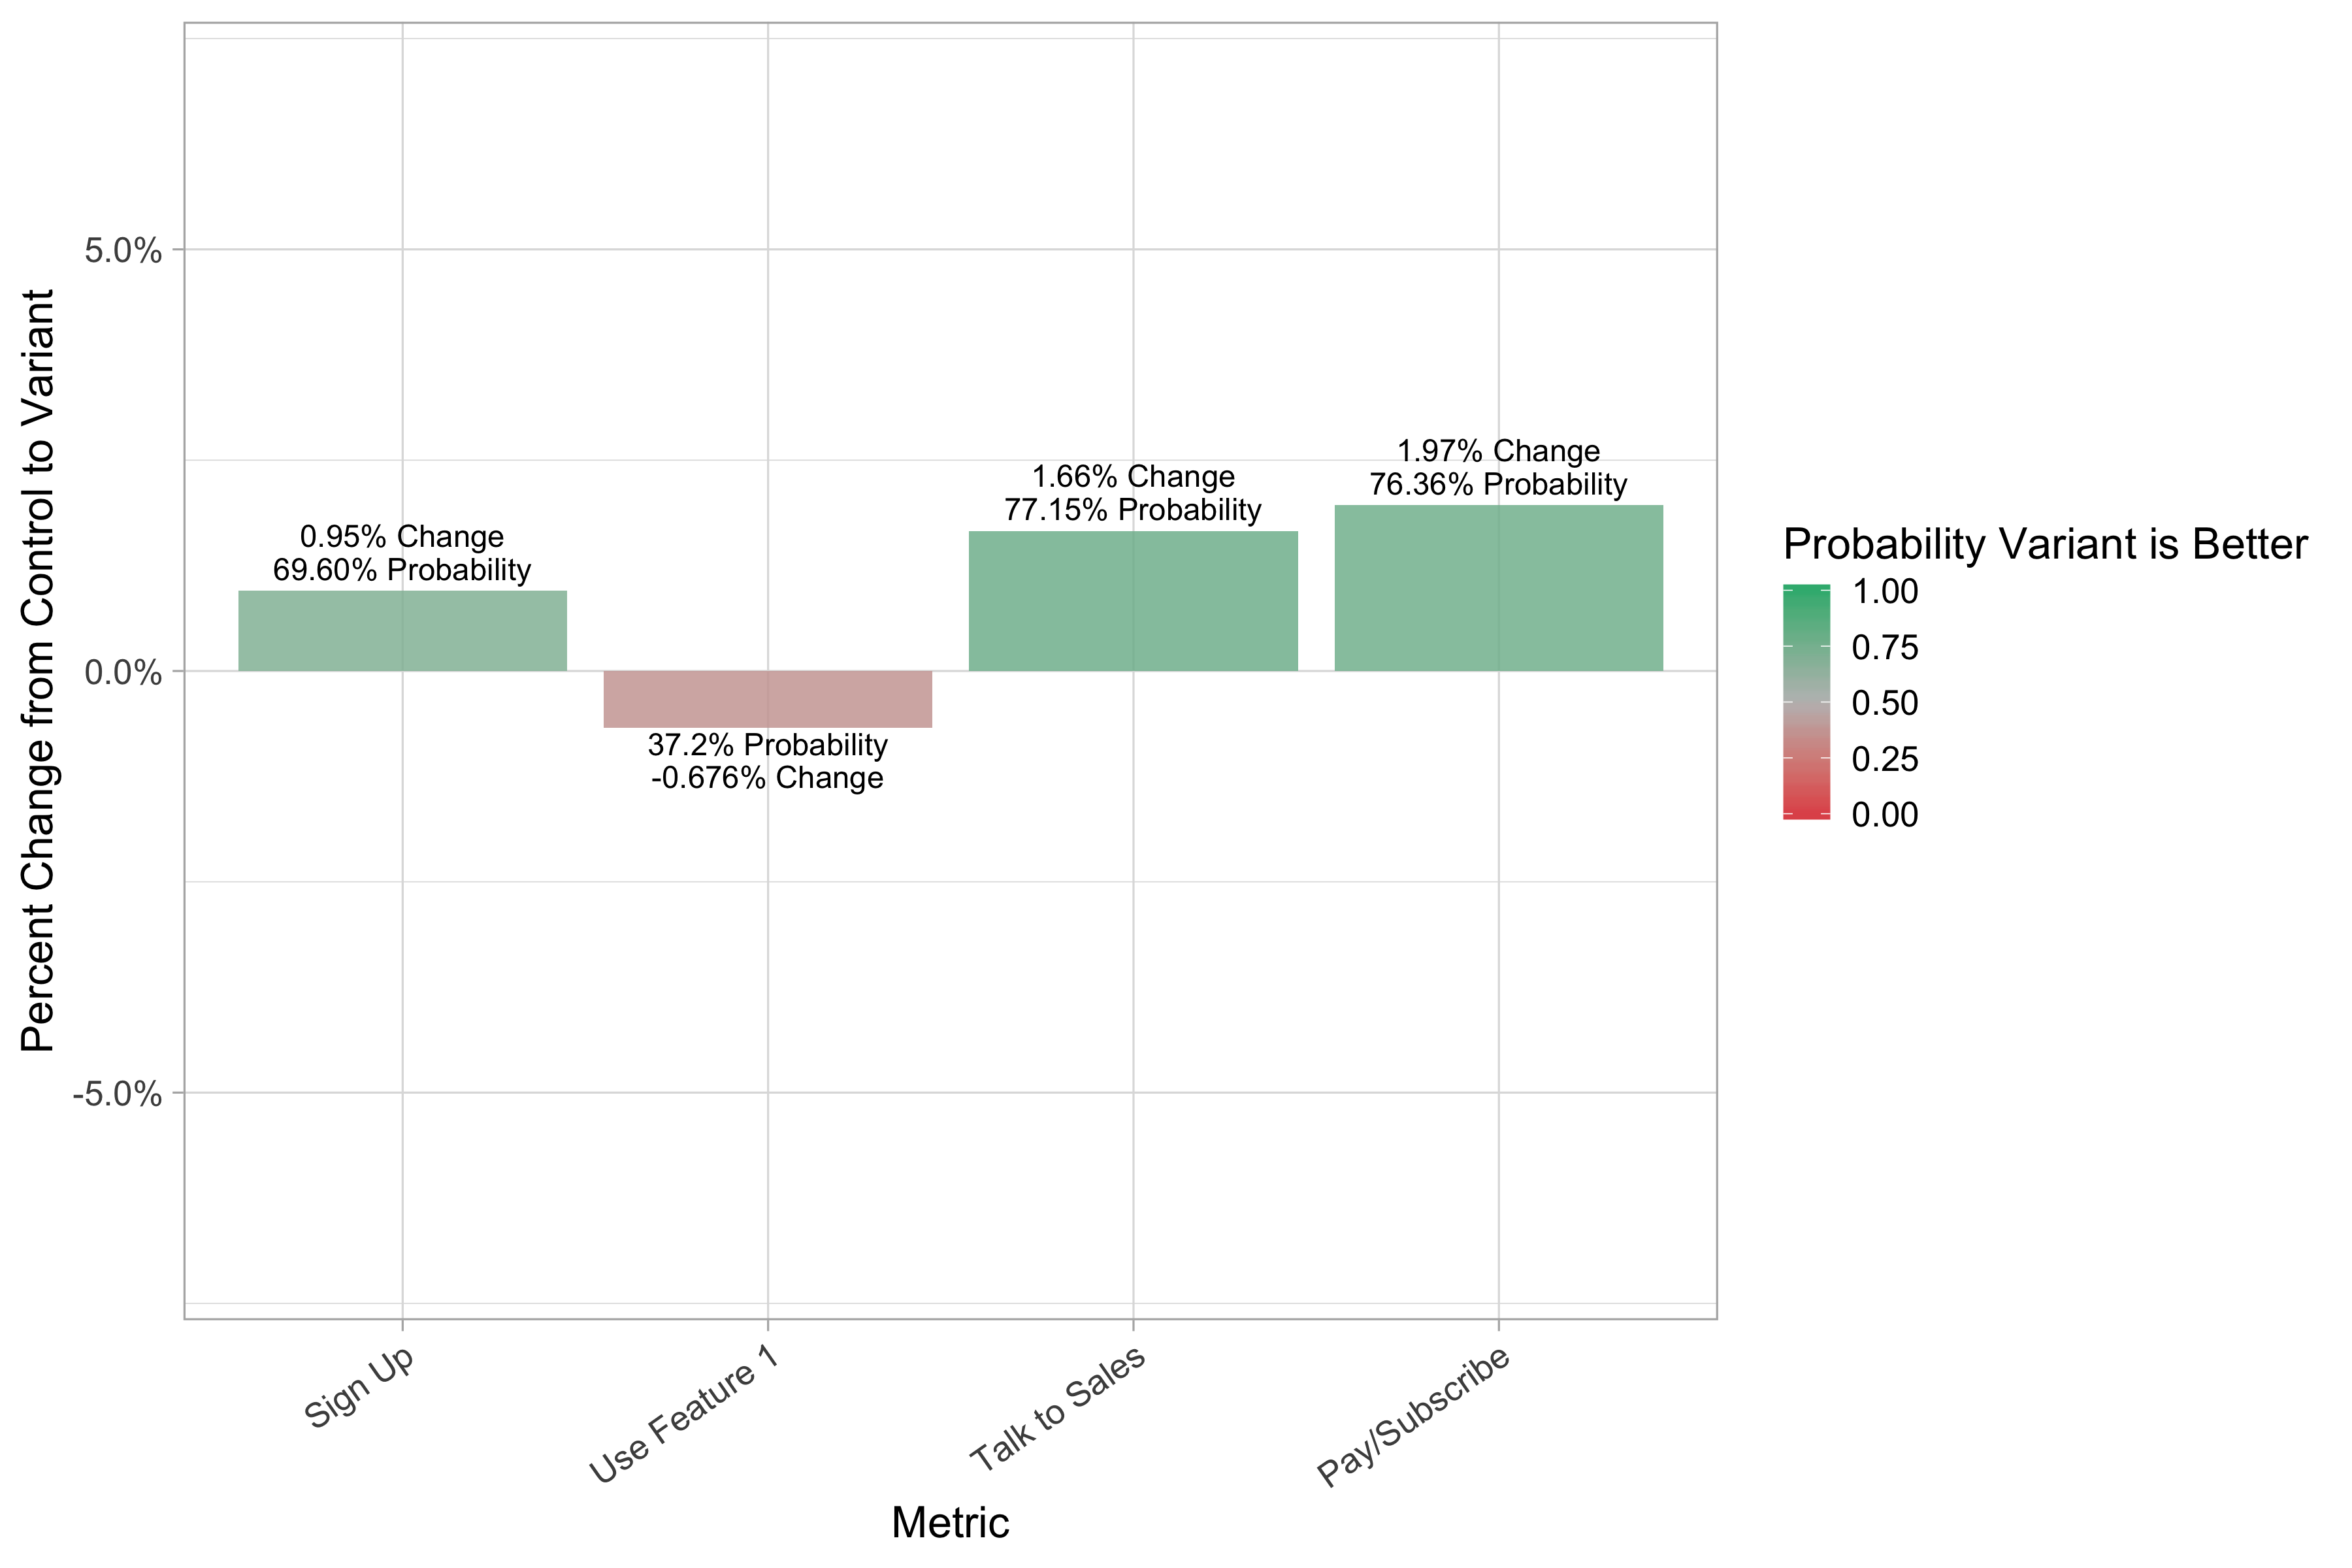 Percent Change from Control to Variant
5.0%
0.0%
-5.0%
0.95% Change
69.60% Probability
37.2% Probability
-0.676% Change
1.66% Change
77.15% Probability
1.97% Change
76.36% Probability
Sign Up
Use Feature 1
Talk to Sales
Pay/Subscribe
Metric
Probability Variant is Better
1.00
0.75
0.50
0.25
0.00